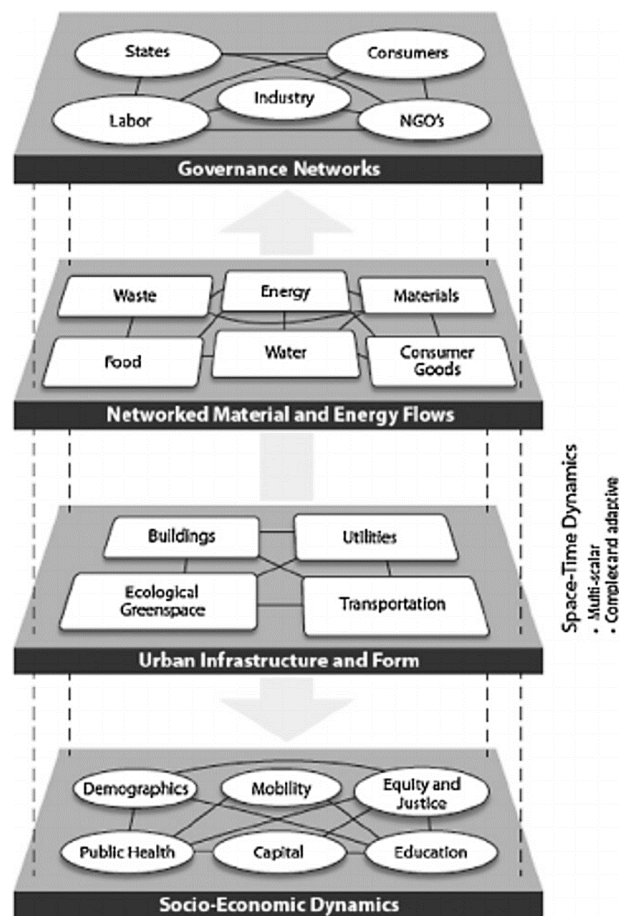 States
Consumers
Industry
Labor
NGO's
Governance Networks
Waste
Energy
Materials
Food
Water
Consumer
Goods
Networked Material and Energy Flows
Buildings
Utilities
Ecological
Greenspace
Transportation
Urban Infrastructure and Form
Demographics
Mobility
Equity and
Justice
Public Health
Capital
Education
Socio-Economic Dynamics
Space-Time Dynamics
• Multi-scalar
• Complex and adaptive